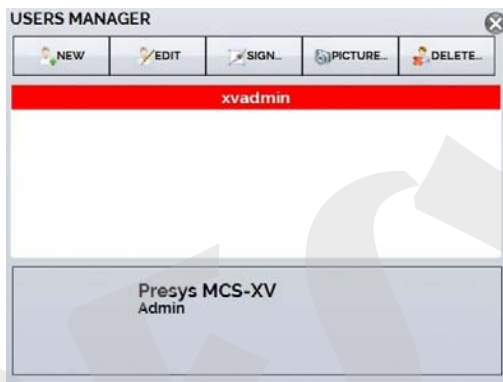 USERS MANAGER
NEW EDIT SIGN... PICTURE... DELETE...
xvadmin
Presys MCS-XV
Admin